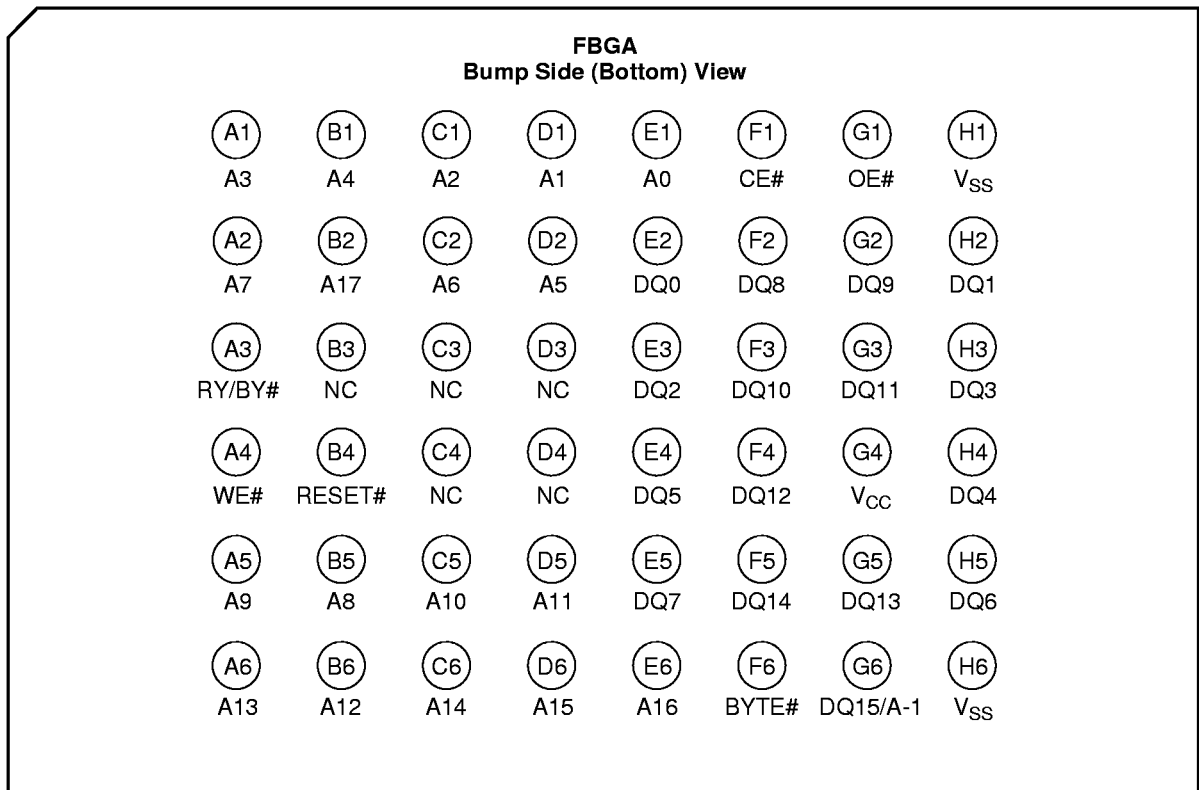 FBGA
Bump Side (Bottom) View
A1 B1 C1 D1 E1 F1 G1 H1
A3 A4 A2 A1 A0 CE# OE# VSS
A2 B2 C2 D2 E2 F2 G2 H2
A7 A17 A6 A5 DQ0 DQ8 DQ9 DQ1
A3 B3 C3 D3 E3 F3 G3 H3
RY/BY# NC NC NC DQ2 DQ10 DQ11 DQ3
A4 B4 C4 D4 E4 F4 G4 H4
WE# RESET# NC NC DQ5 DQ12 VCC DQ4
A5 B5 C5 D5 E5 F5 G5 H5
A9 A8 A10 A11 DQ7 DQ14 DQ13 DQ6
A6 B6 C6 D6 E6 F6 G6 H6
A13 A12 A14 A15 A16 BYTE# DQ15/A-1 VSS